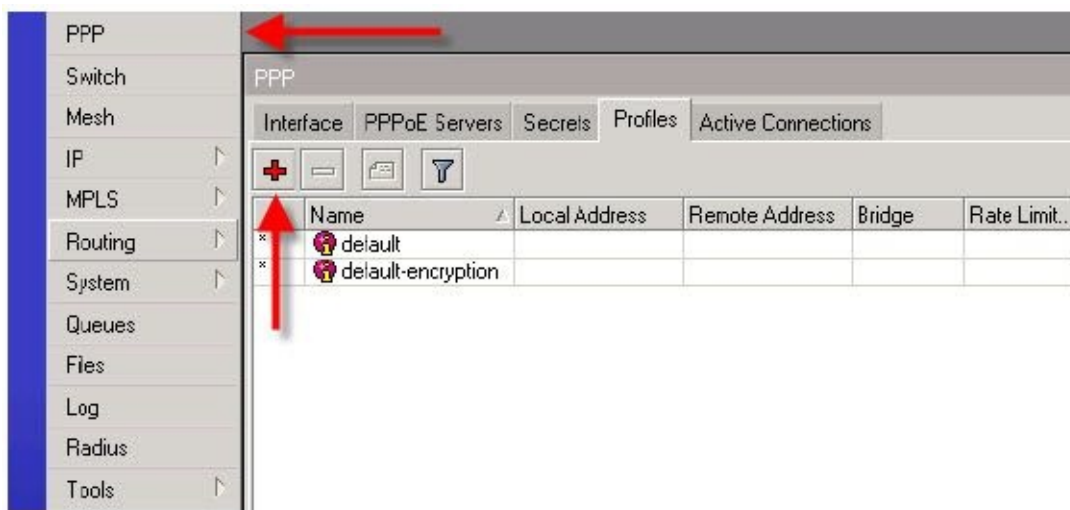 PPP
Switch
Mesh
IP
MPLS
Routing
System
Queues
Files
Log
Radius
Tools
PPP
Interface PPPoE Servers Secrets Profiles Active Connections
Name Local Address Remote Address Bridge Rate Limit..
* default
* default-encryption